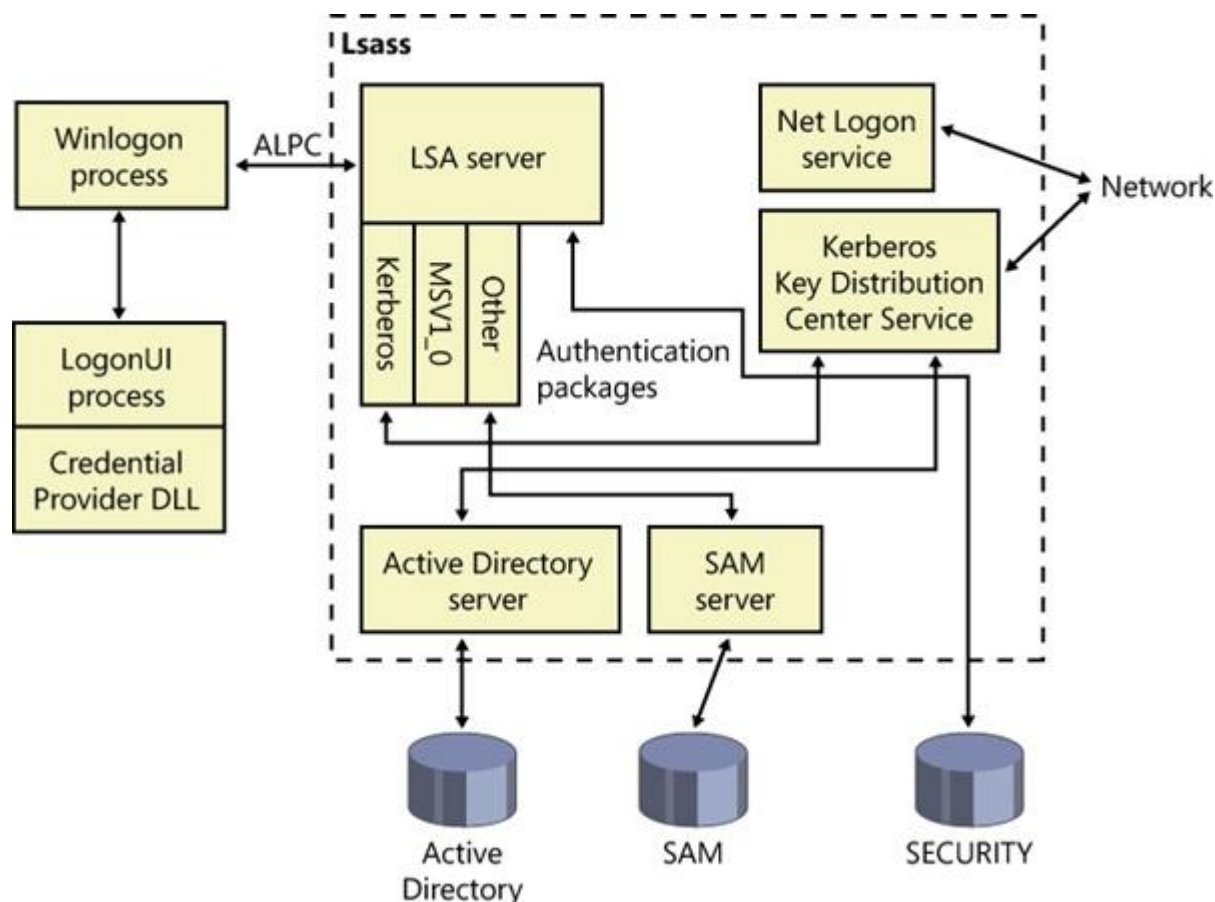 Lsass
Winlogon
process
ALPC
LSA server
Net Logon
service
Network
Kerberos
MSV1_0
Other
Kerberos
Key Distribution
Center Service
LogonUI
process
Credential
Provider DLL
Authentication
packages
Active Directory
server
SAM
server
Active
Directory
SAM
SECURITY